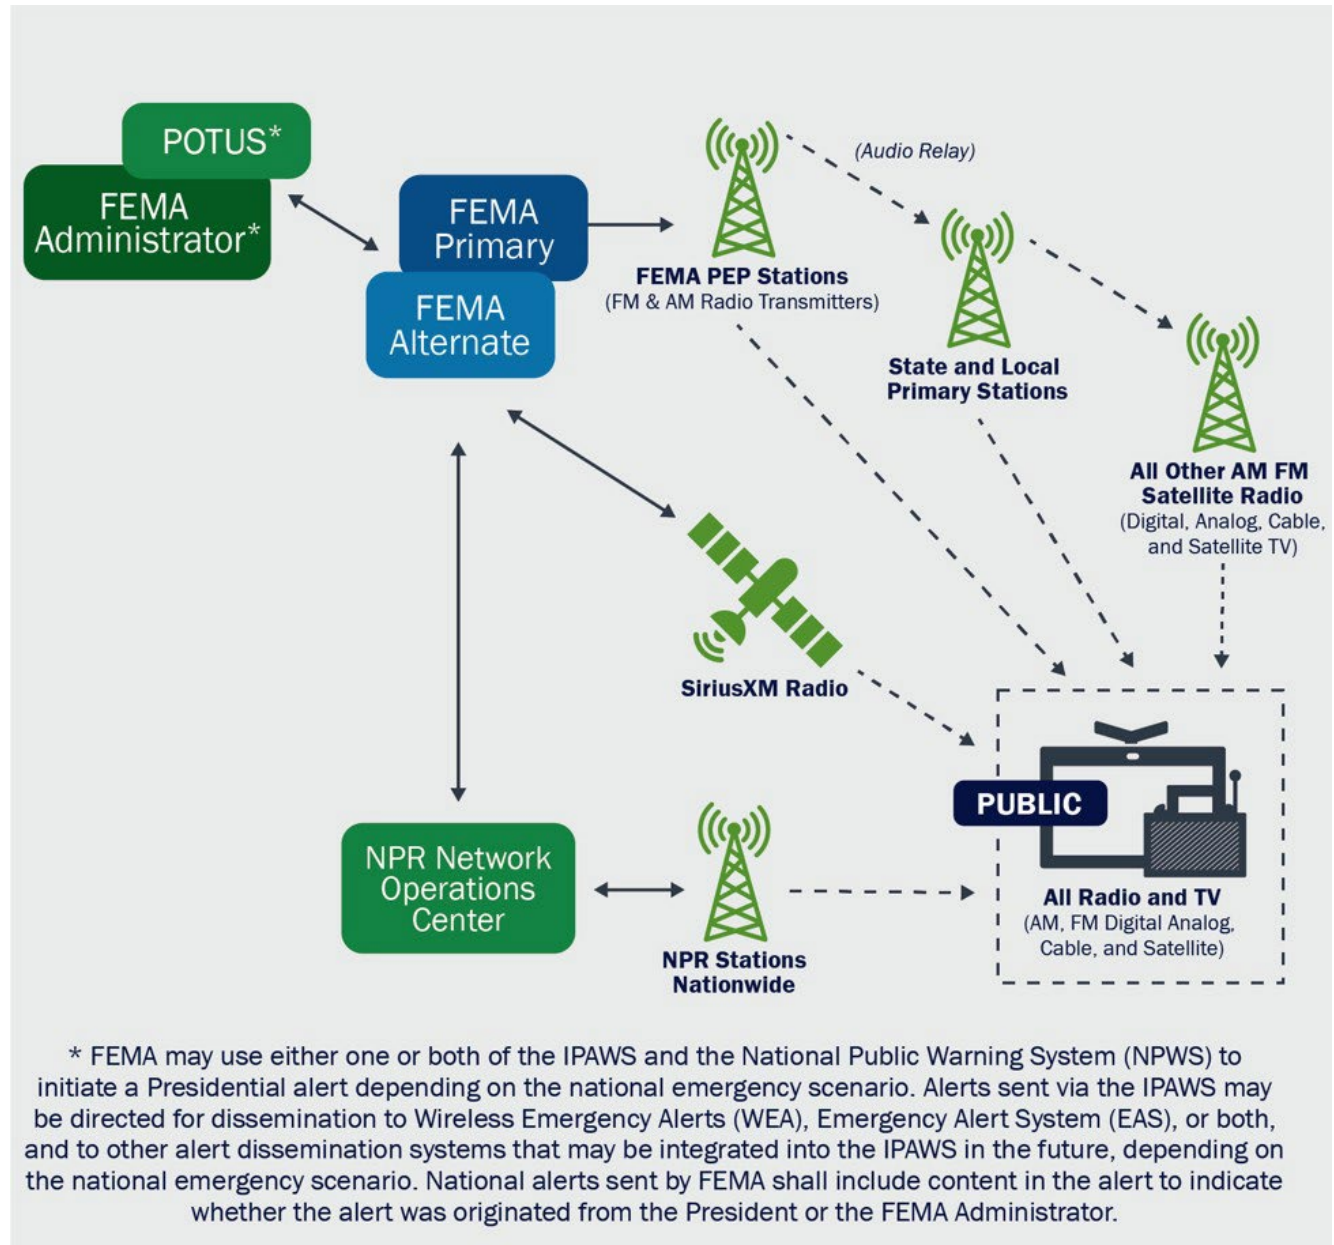 POTUS*
FEMA
Administrator*
FEMA
Primary
FEMA
Alternate
(Audio Relay)
FEMA PEP Stations
(FM & AM Radio Transmitters)
State and Local
Primary Stations
All Other AM FM
Satellite Radio
(Digital, Analog, Cable,
and Satellite TV)
SiriusXM Radio
PUBLIC
All Radio and TV
(AM, FM Digital Analog,
Cable, and Satellite)
NPR Network
Operations
Center
NPR Stations
Nationwide
* FEMA may use either one or both of the IPAWS and the National Public Warning System (NPWS) to
initiate a Presidential alert depending on the national emergency scenario. Alerts sent via the IPAWS may
be directed for dissemination to Wireless Emergency Alerts (WEA), Emergency Alert System (EAS), or both,
and to other alert dissemination systems that may be integrated into the IPAWS in the future, depending on
the national emergency scenario. National alerts sent by FEMA shall include content in the alert to indicate
whether the alert was originated from the President or the FEMA Administrator.